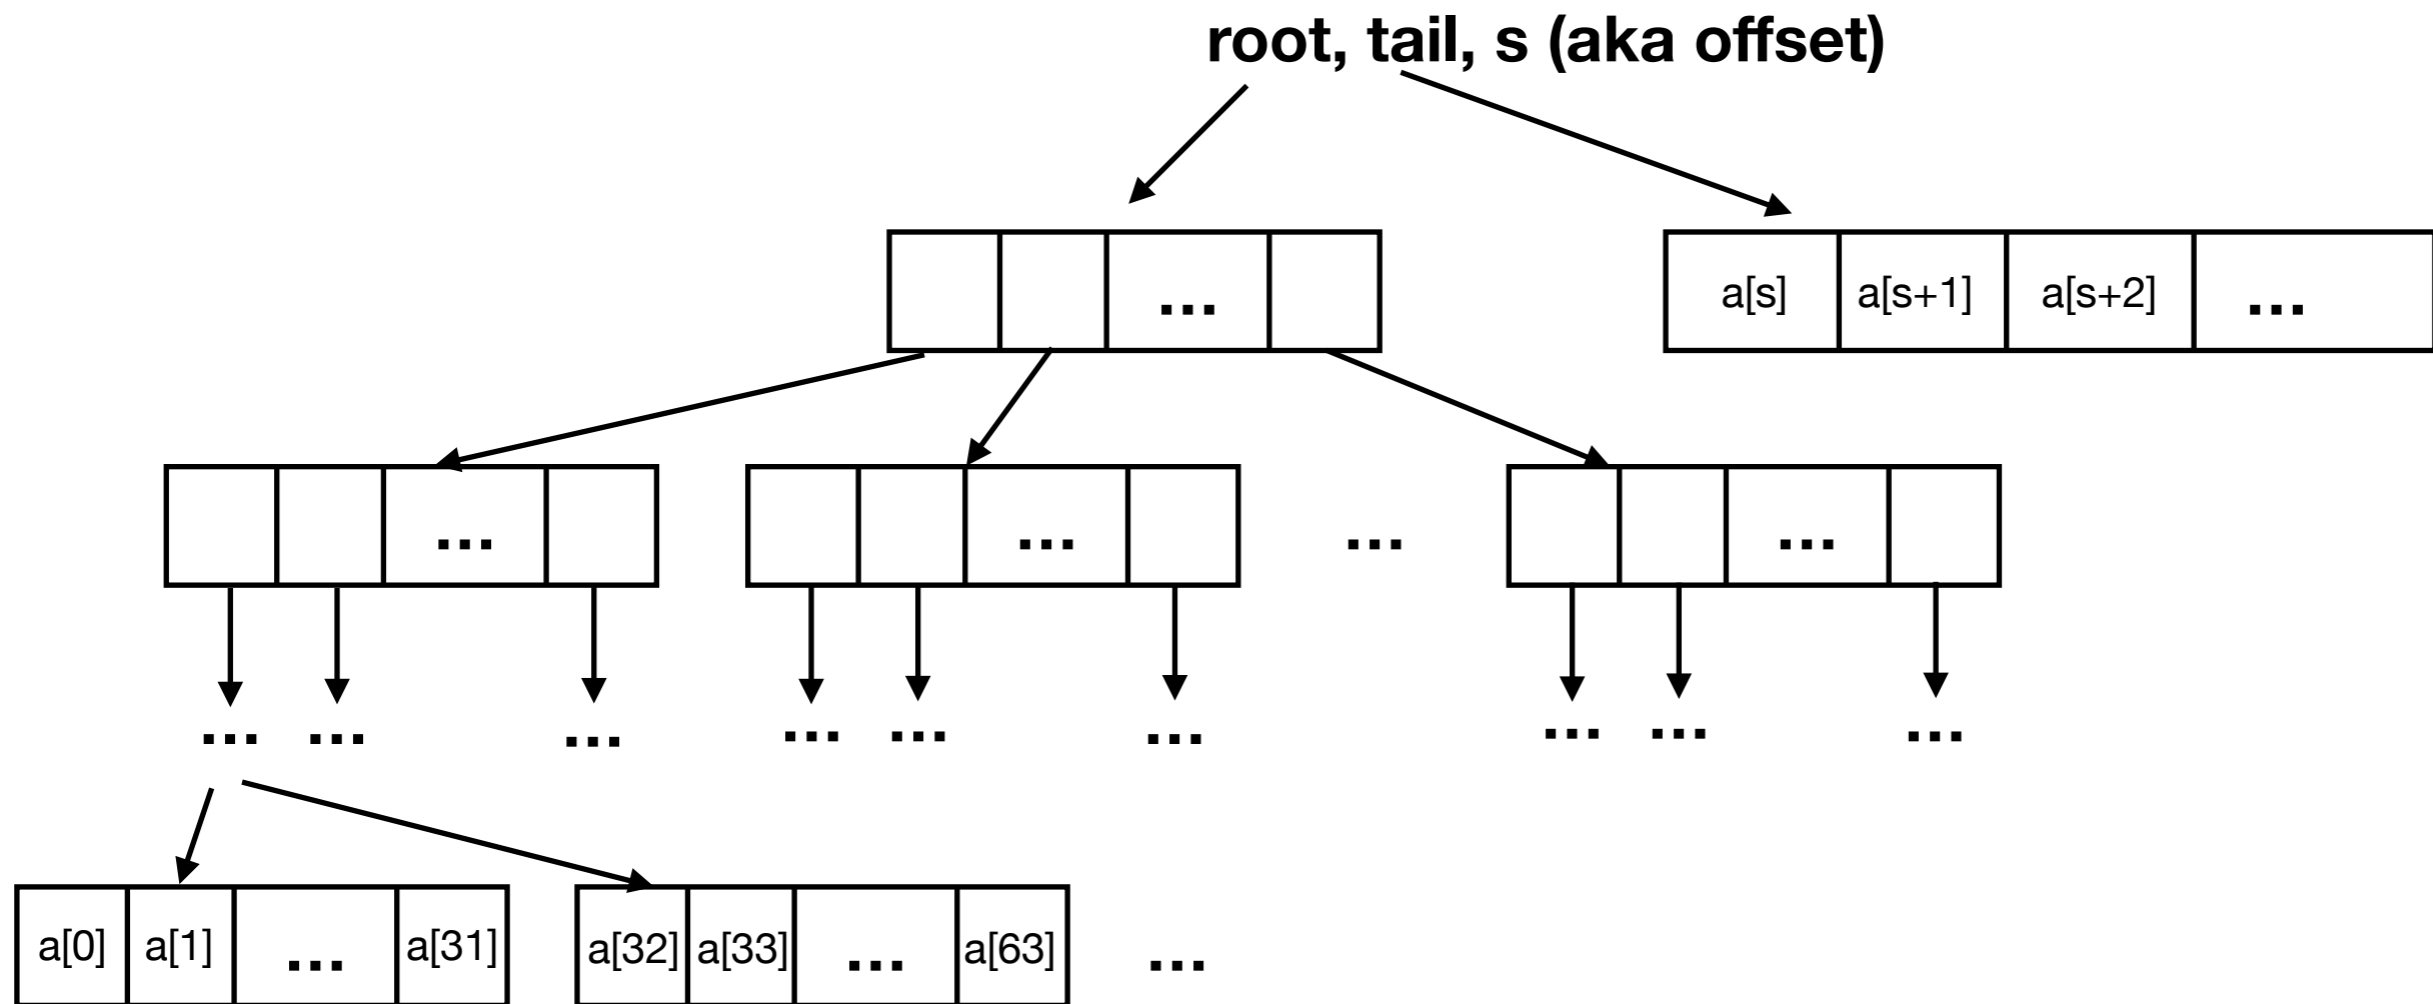 root, tail, s (aka offset)
... a[s] a[s+1] a[s+2] ...
... ... ... ...
... ... ... ... ... ... ... ... ...
a[0] a[1] ... a[31] a[32] a[33] ... a[63] ...